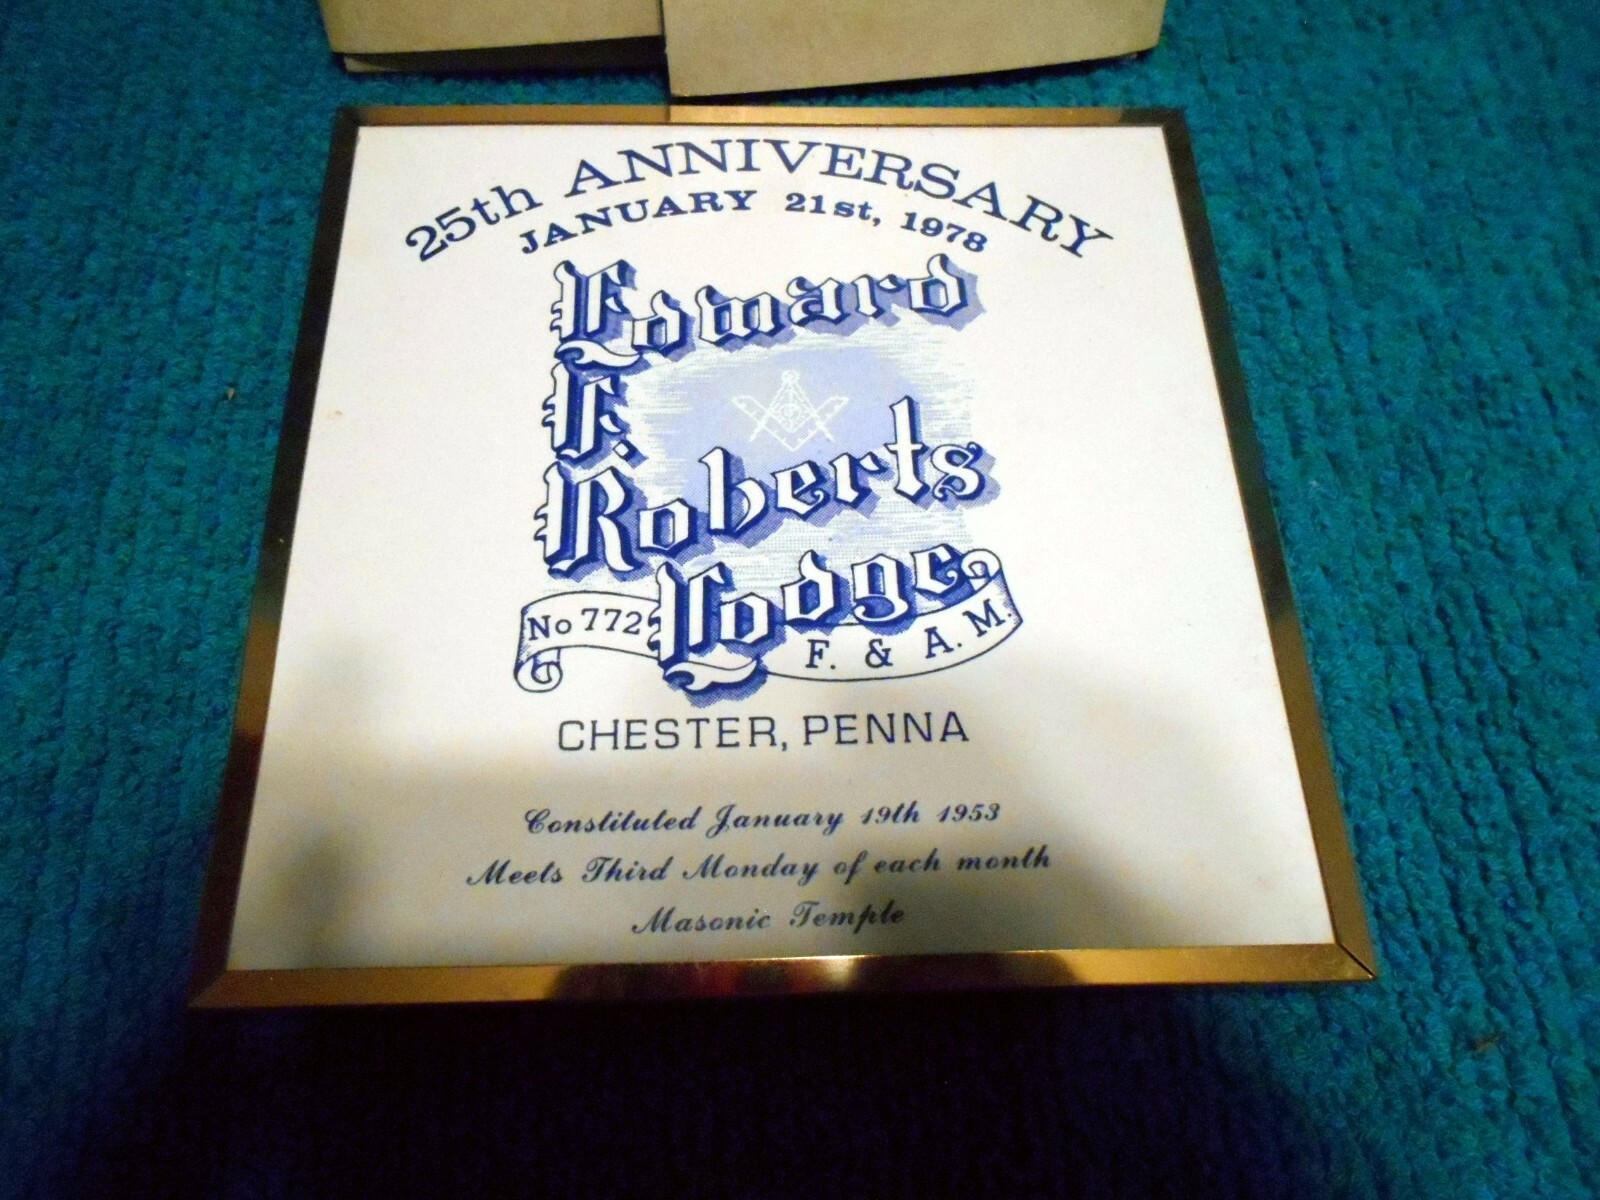 25th ANNIVERSARY
JANUARY 21st, 1978
Edward
F.
Roberts
Lodge
No 772
F. & A. M.
CHESTER, PENNA
Constituted January 19th 1953
Meets Third Monday of each month
Masonic Temple